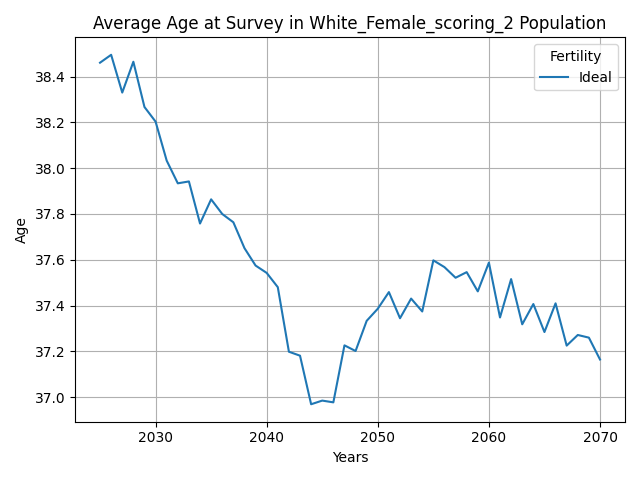 Average Age at Survey in White_Female_scoring_2 Population
Fertility
Ideal
Age
38.4
38.2
38.0
37.8
37.6
37.4
37.2
37.0
2030 2040 2050 2060 2070
Years